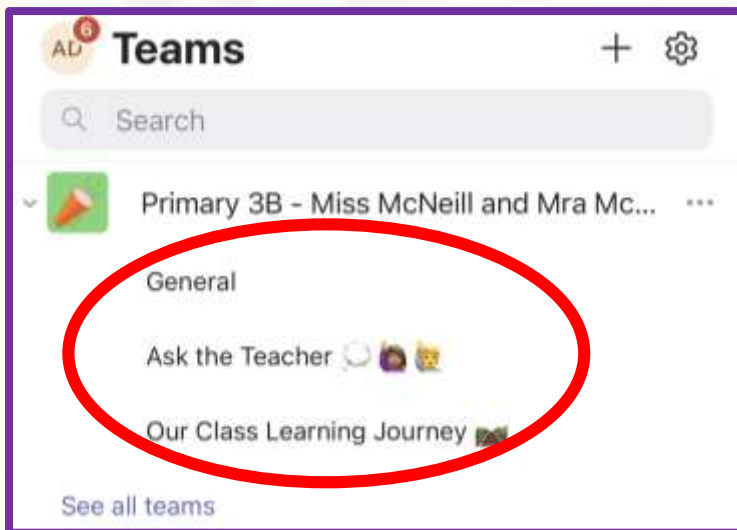 6
AD Teams
Search
Primary 3B - Miss McNeill and Mra Mc... ...
General
Ask the Teacher 💭🙋🏾‍♀️🙋‍♂️
Our Class Learning Journey 🛤️
See all teams